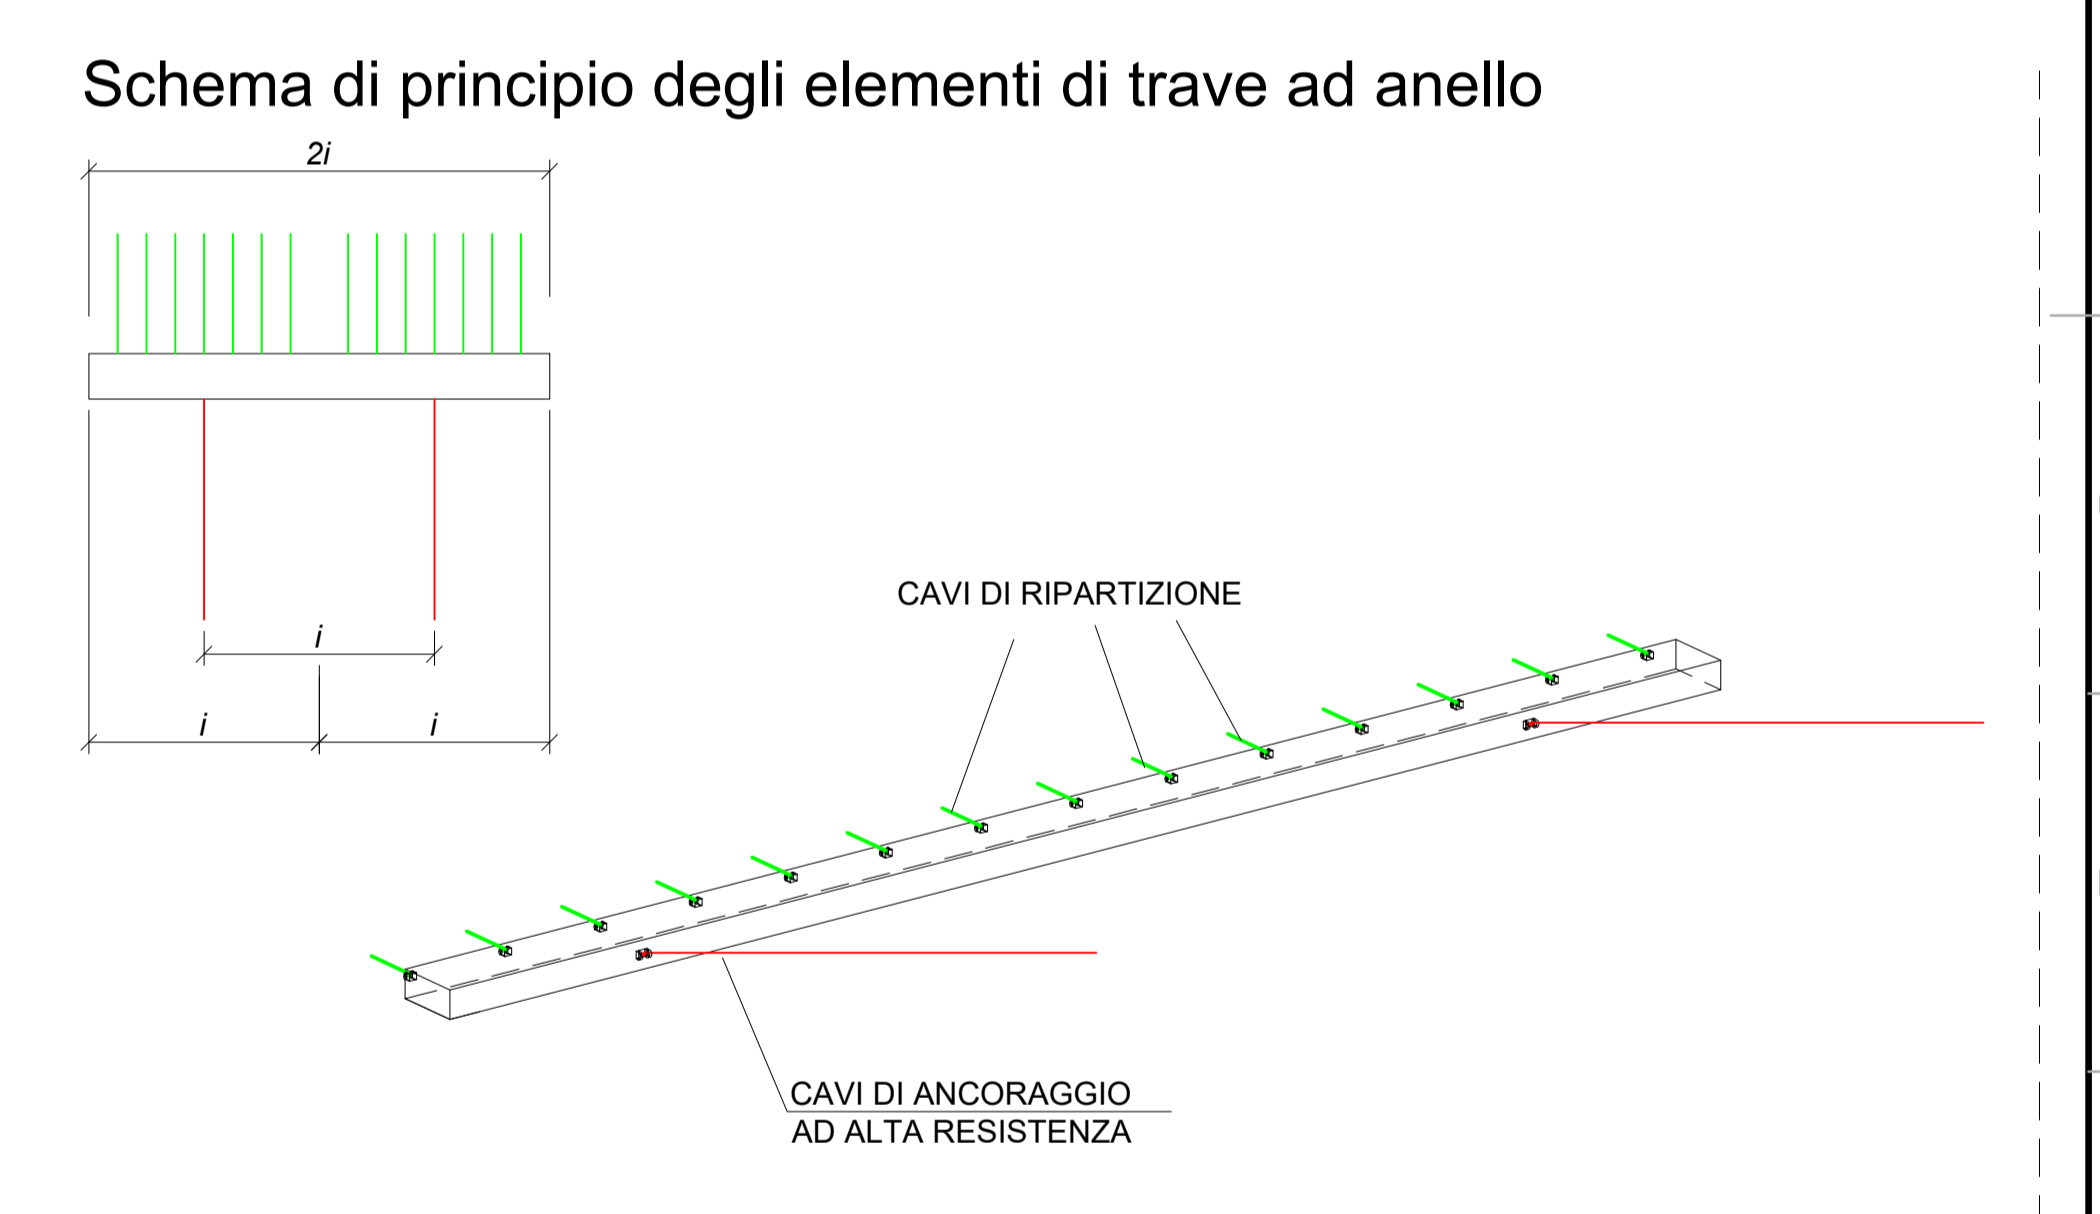 Schema di principio degli elementi di trave ad anello
2i
i
i
i
CAVI DI RIPARTIZIONE
CAVI DI ANCORAGGIO
AD ALTA RESISTENZA